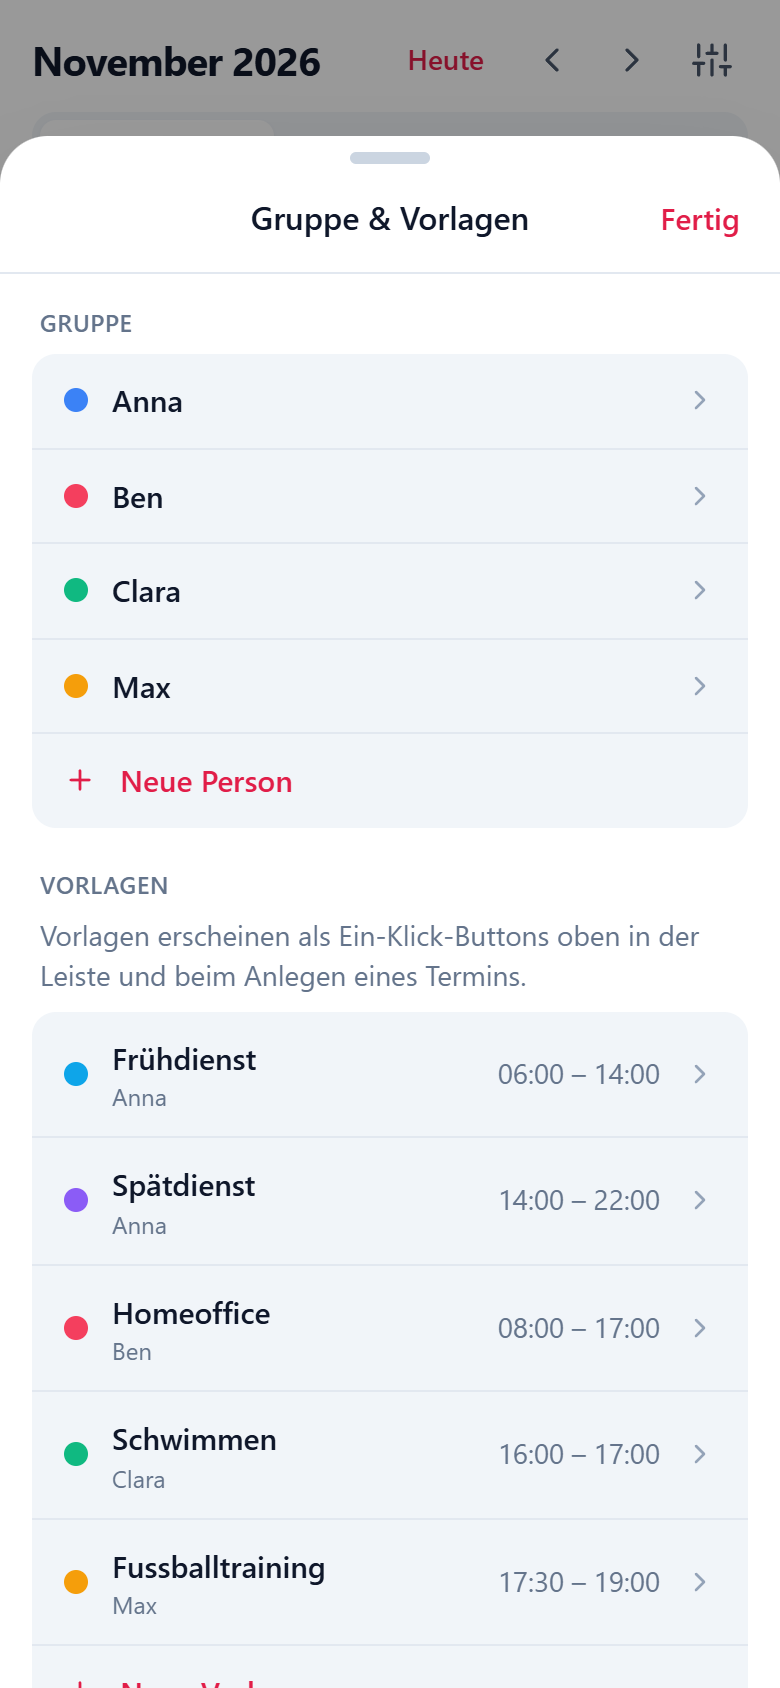 November 2026
Heute
Gruppe & Vorlagen
Fertig
GRUPPE
Anna
Ben
Clara
Max
Neue Person
VORLAGEN
Vorlagen erscheinen als Ein-Klick-Buttons oben in der
Leiste und beim Anlegen eines Termins.
Frühdienst
Anna
06:00 – 14:00
Spätdienst
Anna
14:00 – 22:00
Homeoffice
Ben
08:00 – 17:00
Schwimmen
Clara
16:00 – 17:00
Fussballtraining
Max
17:30 – 19:00